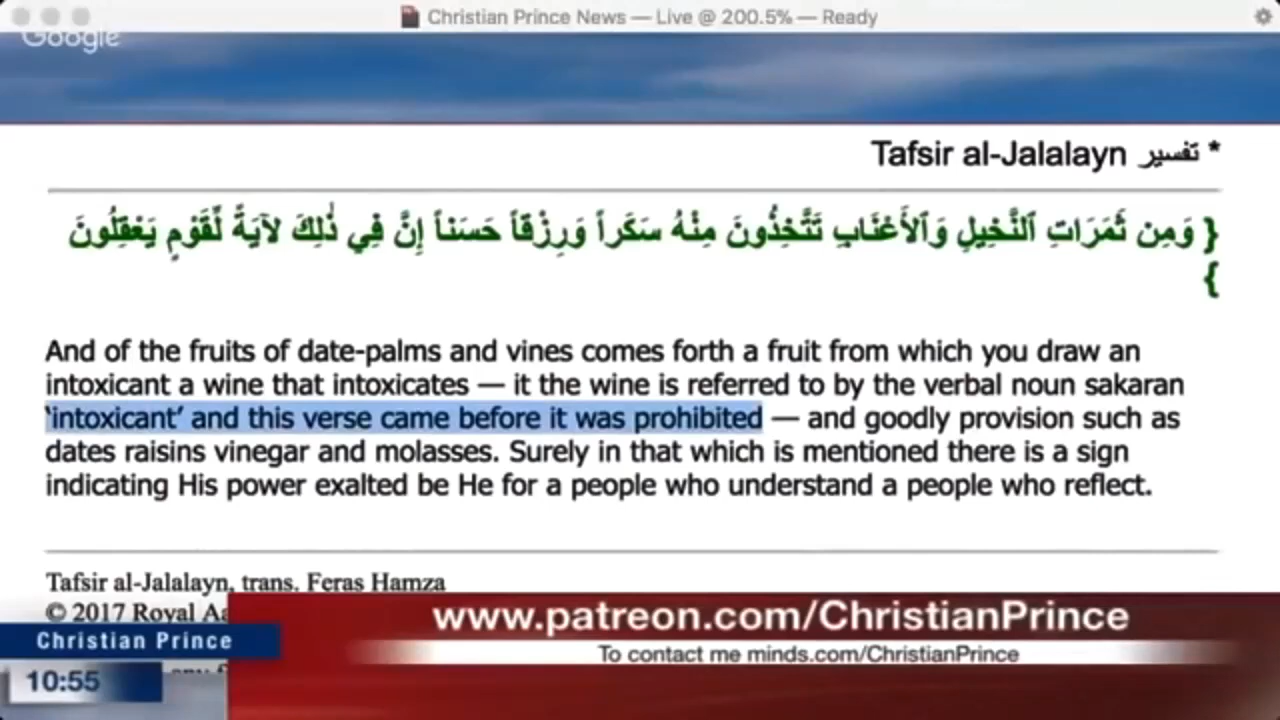 Christian Prince News — Live @ 200.5% — Ready
Google
* تفسير Tafsir al-Jalalayn
{ وَمِن ثَمَرَاتِ ٱلنَّخِيلِ وَٱلأَعْنَابِ تَتَّخِذُونَ مِنْهُ سَكَراً وَرِزْقاً حَسَناً إِنَّ فِي ذٰلِكَ لآيَةً لِّقَوْمٍ يَعْقِلُونَ
}
And of the fruits of date-palms and vines comes forth a fruit from which you draw an
intoxicant a wine that intoxicates — it the wine is referred to by the verbal noun sakaran
‘intoxicant’ and this verse came before it was prohibited — and goodly provision such as
dates raisins vinegar and molasses. Surely in that which is mentioned there is a sign
indicating His power exalted be He for a people who understand a people who reflect.
Tafsir al-Jalalayn, trans. Feras Hamza
© 2017 Royal
www.patreon.com/ChristianPrince
Christian Prince
To contact me minds.com/ChristianPrince
10:55